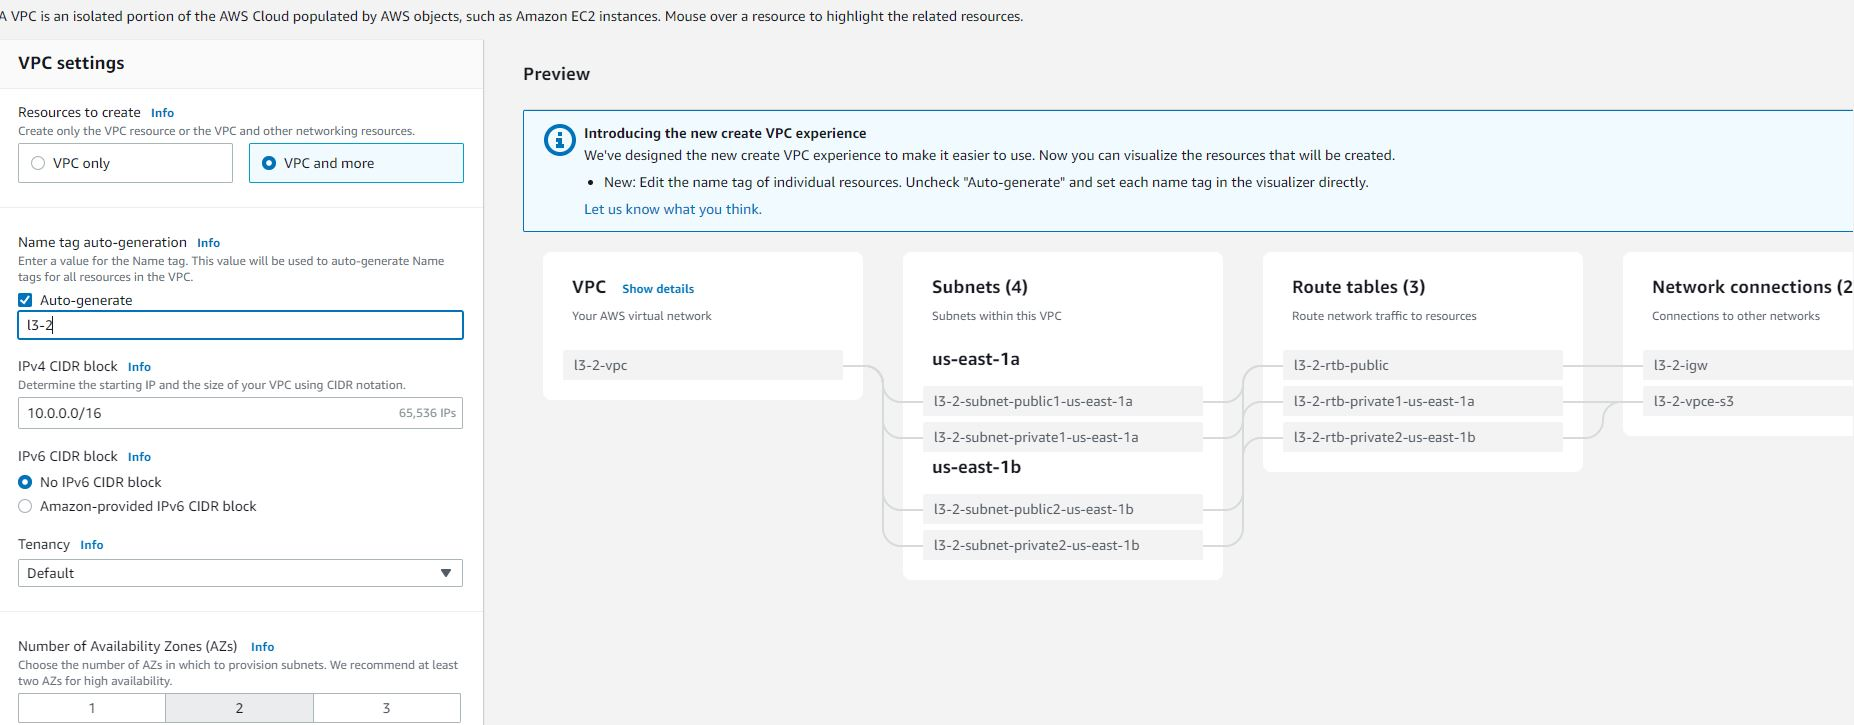 A VPC is an isolated portion of the AWS Cloud populated by AWS objects, such as Amazon EC2 instances. Mouse over a resource to highlight the related resources.
VPC settings
Resources to create Info
Create only the VPC resource or the VPC and other networking resources.
VPC only
VPC and more
Name tag auto-generation Info
Enter a value for the Name tag. This value will be used to auto-generate Name
tags for all resources in the VPC.
Auto-generate
l3-2
IPv4 CIDR block Info
Determine the starting IP and the size of your VPC using CIDR notation.
10.0.0.0/16 65,536 IPs
IPv6 CIDR block Info
No IPv6 CIDR block
Amazon-provided IPv6 CIDR block
Tenancy Info
Default
Number of Availability Zones (AZs) Info
Choose the number of AZs in which to provision subnets. We recommend at least
two AZs for high availability.
1 2 3
Preview
Introducing the new create VPC experience
We've designed the new create VPC experience to make it easier to use. Now you can visualize the resources that will be created.
• New: Edit the name tag of individual resources. Uncheck "Auto-generate" and set each name tag in the visualizer directly.
Let us know what you think.
VPC Show details
Your AWS virtual network
l3-2-vpc
Subnets (4)
Subnets within this VPC
us-east-1a
l3-2-subnet-public1-us-east-1a
l3-2-subnet-private1-us-east-1a
us-east-1b
l3-2-subnet-public2-us-east-1b
l3-2-subnet-private2-us-east-1b
Route tables (3)
Route network traffic to resources
l3-2-rtb-public
l3-2-rtb-private1-us-east-1a
l3-2-rtb-private2-us-east-1b
Network connections (2
Connections to other networks
l3-2-igw
l3-2-vpce-s3